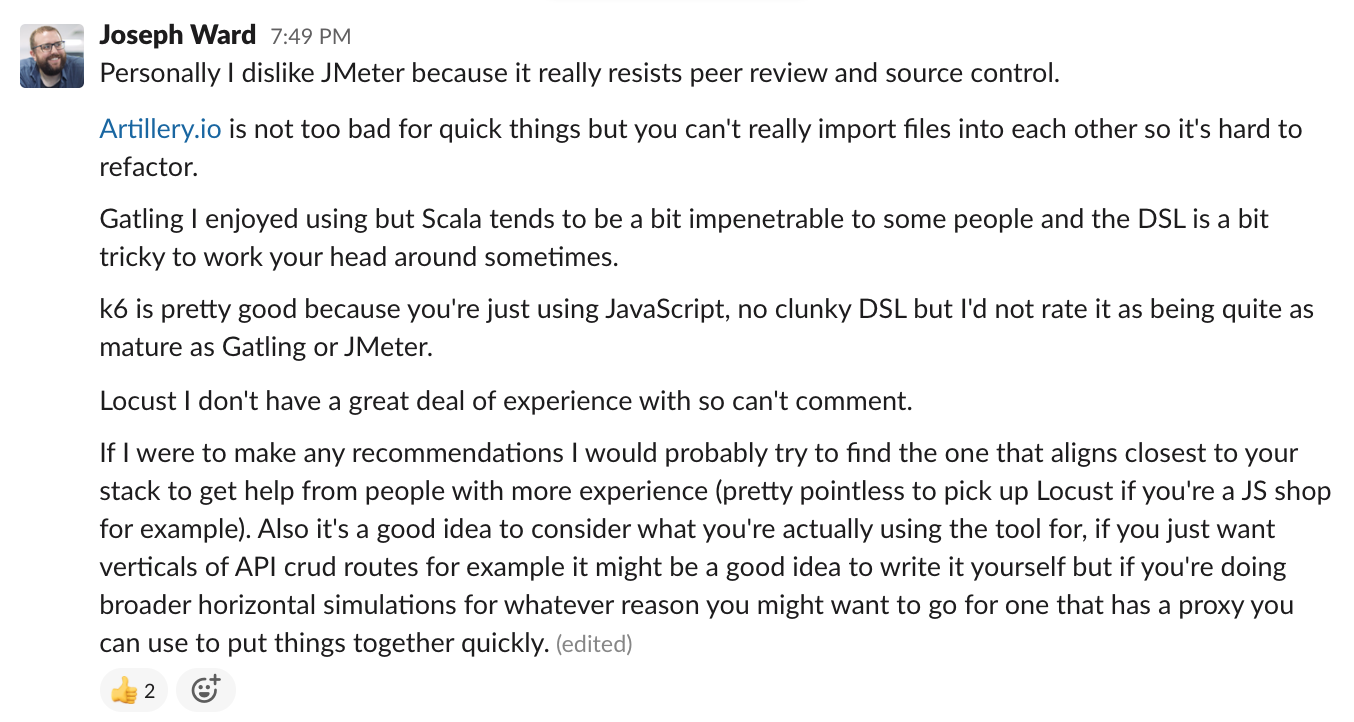 Joseph Ward 7:49 PM
Personally I dislike JMeter because it really resists peer review and source control.
Artillery.io is not too bad for quick things but you can't really import files into each other so it's hard to
refactor.
Gatling I enjoyed using but Scala tends to be a bit impenetrable to some people and the DSL is a bit
tricky to work your head around sometimes.
k6 is pretty good because you're just using JavaScript, no clunky DSL but I'd not rate it as being quite as
mature as Gatling or JMeter.
Locust I don't have a great deal of experience with so can't comment.
If I were to make any recommendations I would probably try to find the one that aligns closest to your
stack to get help from people with more experience (pretty pointless to pick up Locust if you're a JS shop
for example). Also it's a good idea to consider what you're actually using the tool for, if you just want
verticals of API crud routes for example it might be a good idea to write it yourself but if you're doing
broader horizontal simulations for whatever reason you might want to go for one that has a proxy you
can use to put things together quickly. (edited)
👍 2